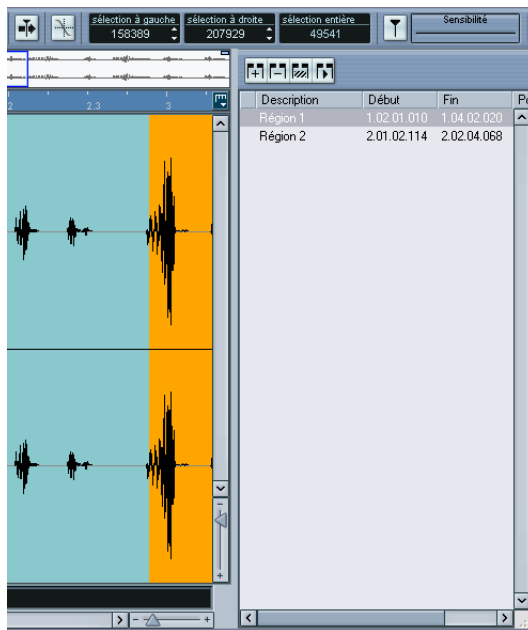 sélection à gauche sélection à droite sélection entière Sensibilité
158389 207929 49541
2 2.3 3
Description Début Fin Po
Région 1 1.02.01.010 1.04.02.020
Région 2 2.01.02.114 2.02.04.068